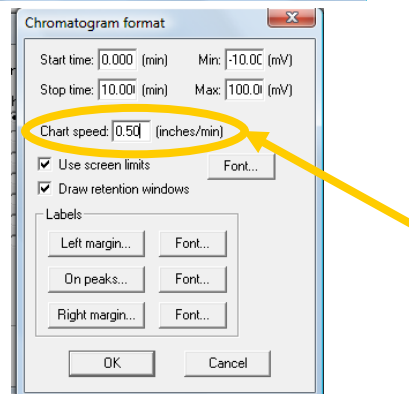 Chromatogram format
Start time: 0.000 (min) Min: -10.00 (mV)
Stop time: 10.00 (min) Max: 100.0 (mV)
Chart speed: 0.50 (inches/min)
Use screen limits Font...
Draw retention windows
Labels
Left margin... Font...
On peaks... Font...
Right margin... Font...
OK Cancel